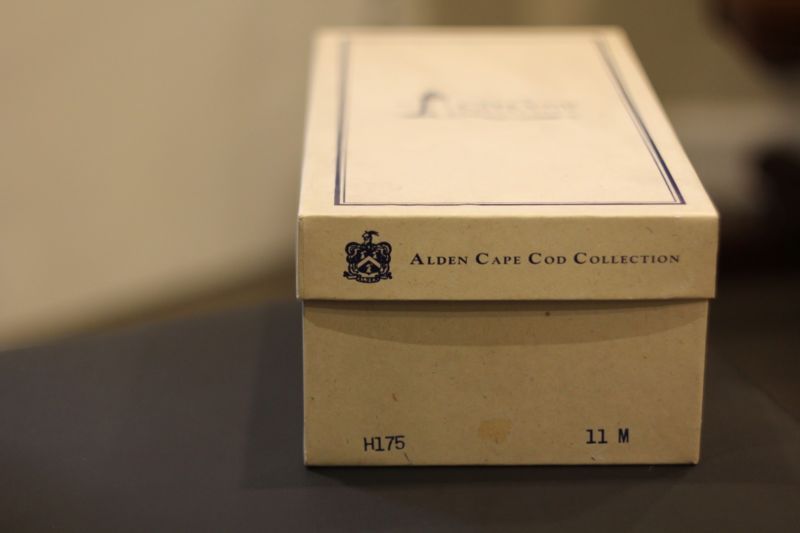 ALDEN CAPE COD COLLECTION
H175 11 M